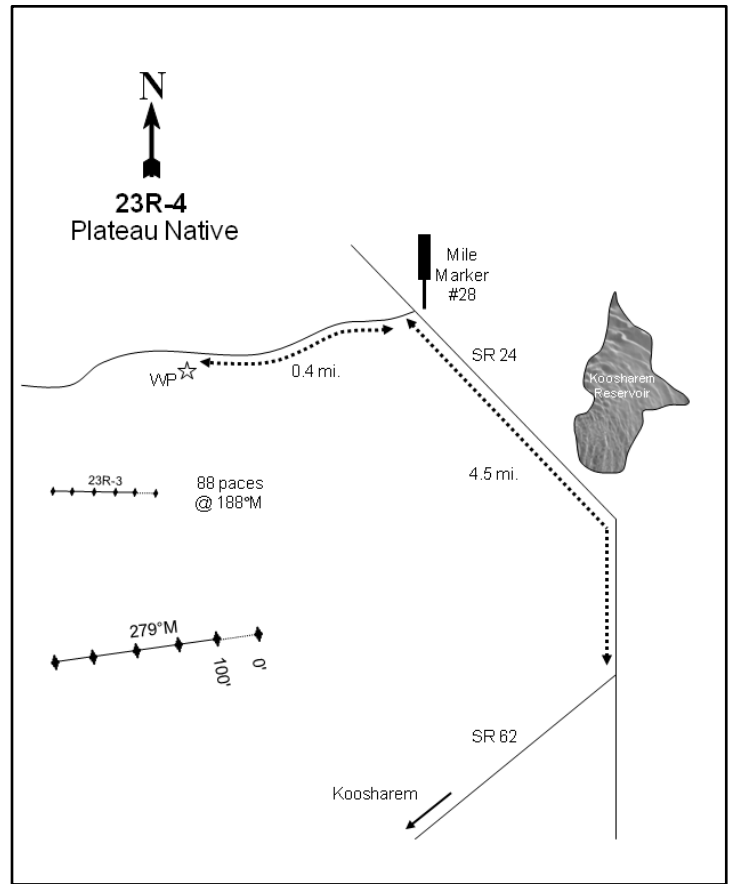 N
23R-4
Plateau Native
Mile
Marker
#28
SR 24
Koosharem
Reservoir
0.4 mi.
WP
4.5 mi.
23R-3
88 paces
@ 188°M
279°M
100'
0'
SR 62
Koosharem